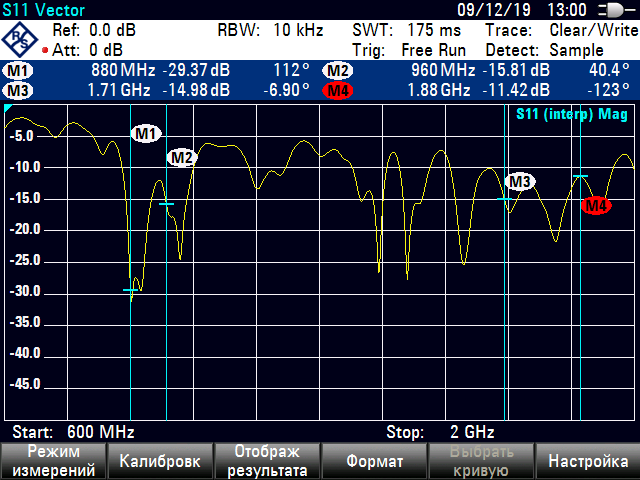 S11 Vector 09/12/19 13:00
Ref: 0.0 dB RBW: 10 kHz SWT: 175 ms Trace: Clear/Write
Att: 0 dB Trig: Free Run Detect: Sample
M1 880 MHz -29.37 dB 112 ° M2 960 MHz -15.81 dB 40.4 °
M3 1.71 GHz -14.98 dB -6.90 ° M4 1.88 GHz -11.42 dB -123 °
S11 (interp) Mag
-5.0
M1
M2
-10.0
M3
-15.0
M4
-20.0
-25.0
-30.0
-35.0
-40.0
-45.0
Start: 600 MHz Stop: 2 GHz
Режим измерений Калибровк Отображ результата Формат Выбрать кривую Настройка